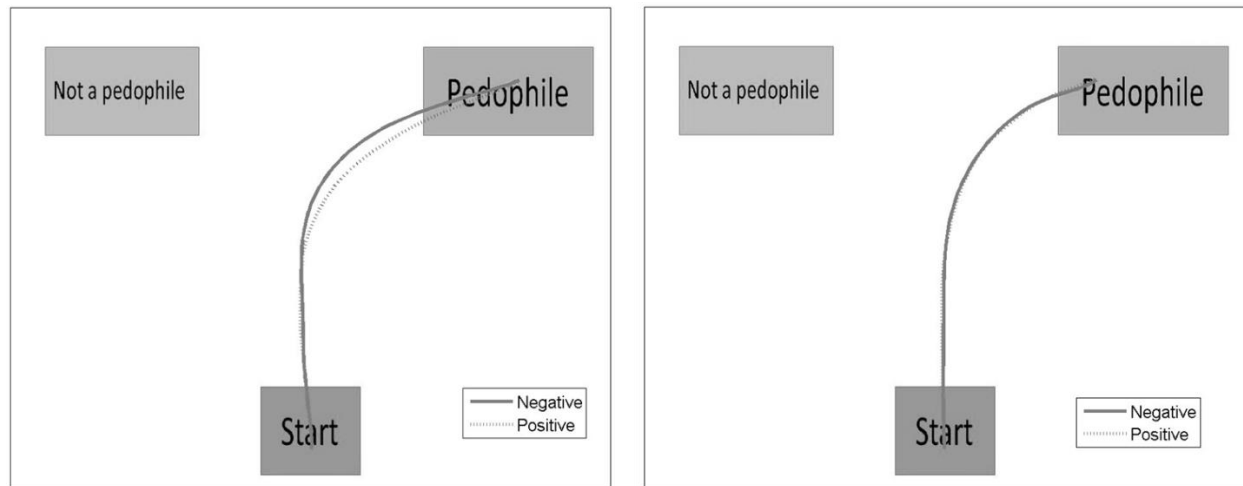 Not a pedophile
Pedophile
Start
Negative
Positive
Not a pedophile
Pedophile
Start
Negative
Positive